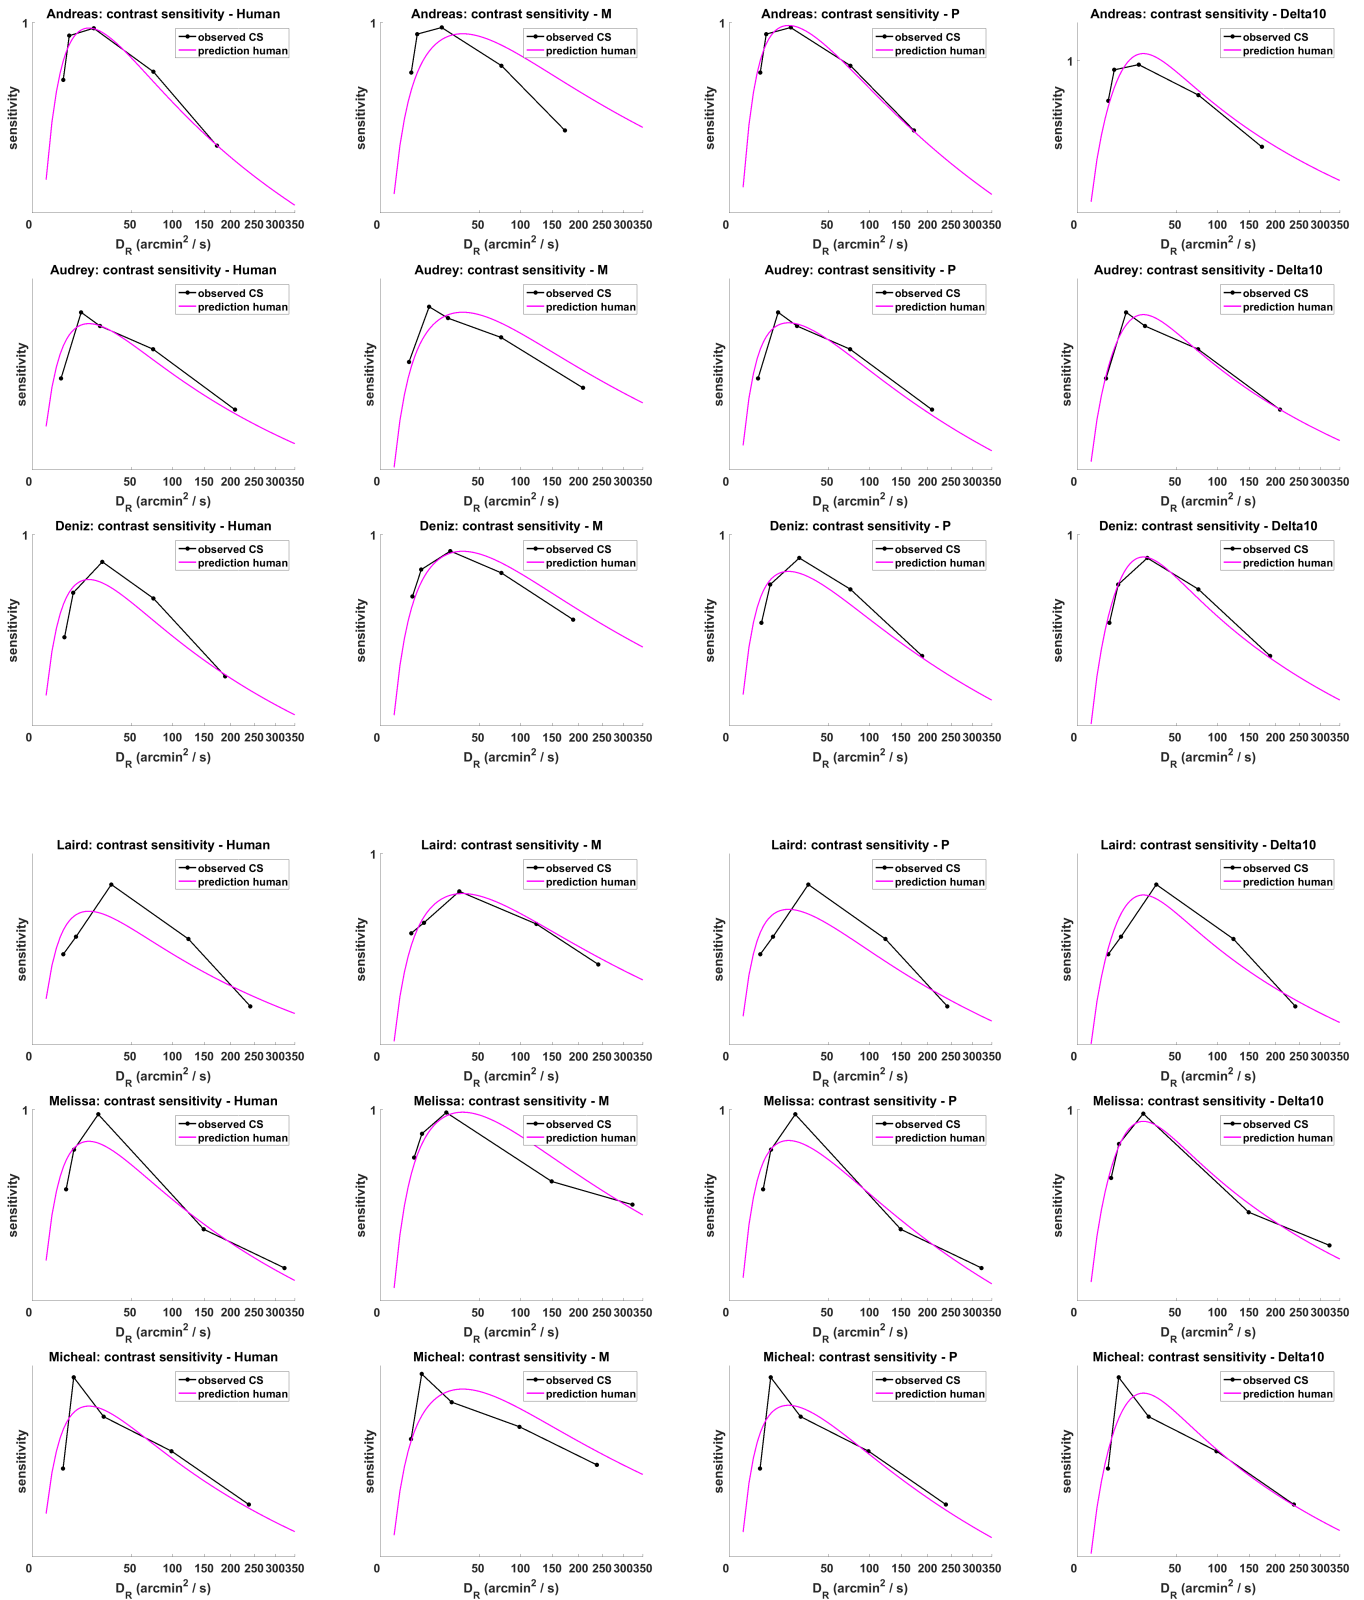 Andreas: contrast sensitivity - Human
1
sensitivity
observed CS
prediction human
0 50 100 150 200 250 300 350
D_R (arcmin^2 / s)
Andreas: contrast sensitivity - M
1
sensitivity
observed CS
prediction human
0 50 100 150 200 250 300 350
D_R (arcmin^2 / s)
Andreas: contrast sensitivity - P
1
sensitivity
observed CS
prediction human
0 50 100 150 200 250 300 350
D_R (arcmin^2 / s)
Andreas: contrast sensitivity - Delta10
1
sensitivity
observed CS
prediction human
0 50 100 150 200 250 300 350
D_R (arcmin^2 / s)
Audrey: contrast sensitivity - Human
sensitivity
observed CS
prediction human
0 50 100 150 200 250 300 350
D_R (arcmin^2 / s)
Audrey: contrast sensitivity - M
sensitivity
observed CS
prediction human
0 50 100 150 200 250 300 350
D_R (arcmin^2 / s)
Audrey: contrast sensitivity - P
sensitivity
observed CS
prediction human
0 50 100 150 200 250 300 350
D_R (arcmin^2 / s)
Audrey: contrast sensitivity - Delta10
sensitivity
observed CS
prediction human
0 50 100 150 200 250 300 350
D_R (arcmin^2 / s)
Deniz: contrast sensitivity - Human
1
sensitivity
observed CS
prediction human
0 50 100 150 200 250 300 350
D_R (arcmin^2 / s)
Deniz: contrast sensitivity - M
1
sensitivity
observed CS
prediction human
0 50 100 150 200 250 300 350
D_R (arcmin^2 / s)
Deniz: contrast sensitivity - P
1
sensitivity
observed CS
prediction human
0 50 100 150 200 250 300 350
D_R (arcmin^2 / s)
Deniz: contrast sensitivity - Delta10
1
sensitivity
observed CS
prediction human
0 50 100 150 200 250 300 350
D_R (arcmin^2 / s)
Laird: contrast sensitivity - Human
sensitivity
observed CS
prediction human
0 50 100 150 200 250 300 350
D_R (arcmin^2 / s)
Laird: contrast sensitivity - M
1
sensitivity
observed CS
prediction human
0 50 100 150 200 250 300 350
D_R (arcmin^2 / s)
Laird: contrast sensitivity - P
sensitivity
observed CS
prediction human
0 50 100 150 200 250 300 350
D_R (arcmin^2 / s)
Laird: contrast sensitivity - Delta10
sensitivity
observed CS
prediction human
0 50 100 150 200 250 300 350
D_R (arcmin^2 / s)
Melissa: contrast sensitivity - Human
1
sensitivity
observed CS
prediction human
0 50 100 150 200 250 300 350
D_R (arcmin^2 / s)
Melissa: contrast sensitivity - M
1
sensitivity
observed CS
prediction human
0 50 100 150 200 250 300 350
D_R (arcmin^2 / s)
Melissa: contrast sensitivity - P
1
sensitivity
observed CS
prediction human
0 50 100 150 200 250 300 350
D_R (arcmin^2 / s)
Melissa: contrast sensitivity - Delta10
1
sensitivity
observed CS
prediction human
0 50 100 150 200 250 300 350
D_R (arcmin^2 / s)
Micheal: contrast sensitivity - Human
sensitivity
observed CS
prediction human
0 50 100 150 200 250 300 350
D_R (arcmin^2 / s)
Micheal: contrast sensitivity - M
sensitivity
observed CS
prediction human
0 50 100 150 200 250 300 350
D_R (arcmin^2 / s)
Micheal: contrast sensitivity - P
sensitivity
observed CS
prediction human
0 50 100 150 200 250 300 350
D_R (arcmin^2 / s)
Micheal: contrast sensitivity - Delta10
sensitivity
observed CS
prediction human
0 50 100 150 200 250 300 350
D_R (arcmin^2 / s)